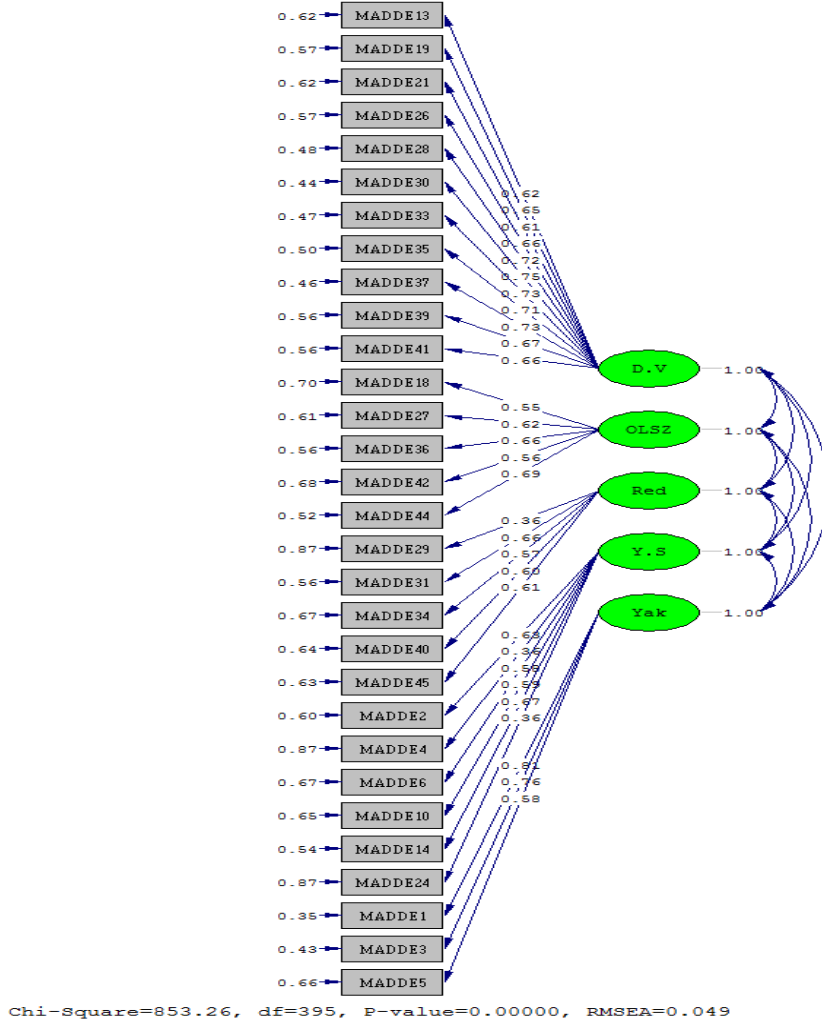 0.62 MADDE13
0.57 MADDE19
0.62 MADDE21
0.57 MADDE26
0.48 MADDE28
0.44 MADDE30
0.62
0.47 MADDE33
0.65
0.61
0.50 MADDE35
0.66
0.72
0.46 MADDE37
0.75
0.73
0.56 MADDE39
0.71
0.73
0.67
0.56 MADDE41
0.66
D.V 1.00
0.70 MADDE18
0.55
0.61 MADDE27
0.62
OLSZ 1.00
0.56 MADDE36
0.66
0.56
0.68 MADDE42
0.69
Red 1.00
0.52 MADDE44
0.36
0.87 MADDE29
0.66
Y.S 1.00
0.57
0.60
0.56 MADDE31
0.61
0.67 MADDE34
Yak 1.00
0.63
0.64 MADDE40
0.36
0.58
0.63 MADDE45
0.59
0.67
0.60 MADDE2
0.36
0.87 MADDE4
0.81
0.67 MADDE6
0.76
0.58
0.65 MADDE10
0.54 MADDE14
0.87 MADDE24
0.35 MADDE1
0.43 MADDE3
0.66 MADDE5
Chi-Square=853.26, df=395, P-value=0.00000, RMSEA=0.049